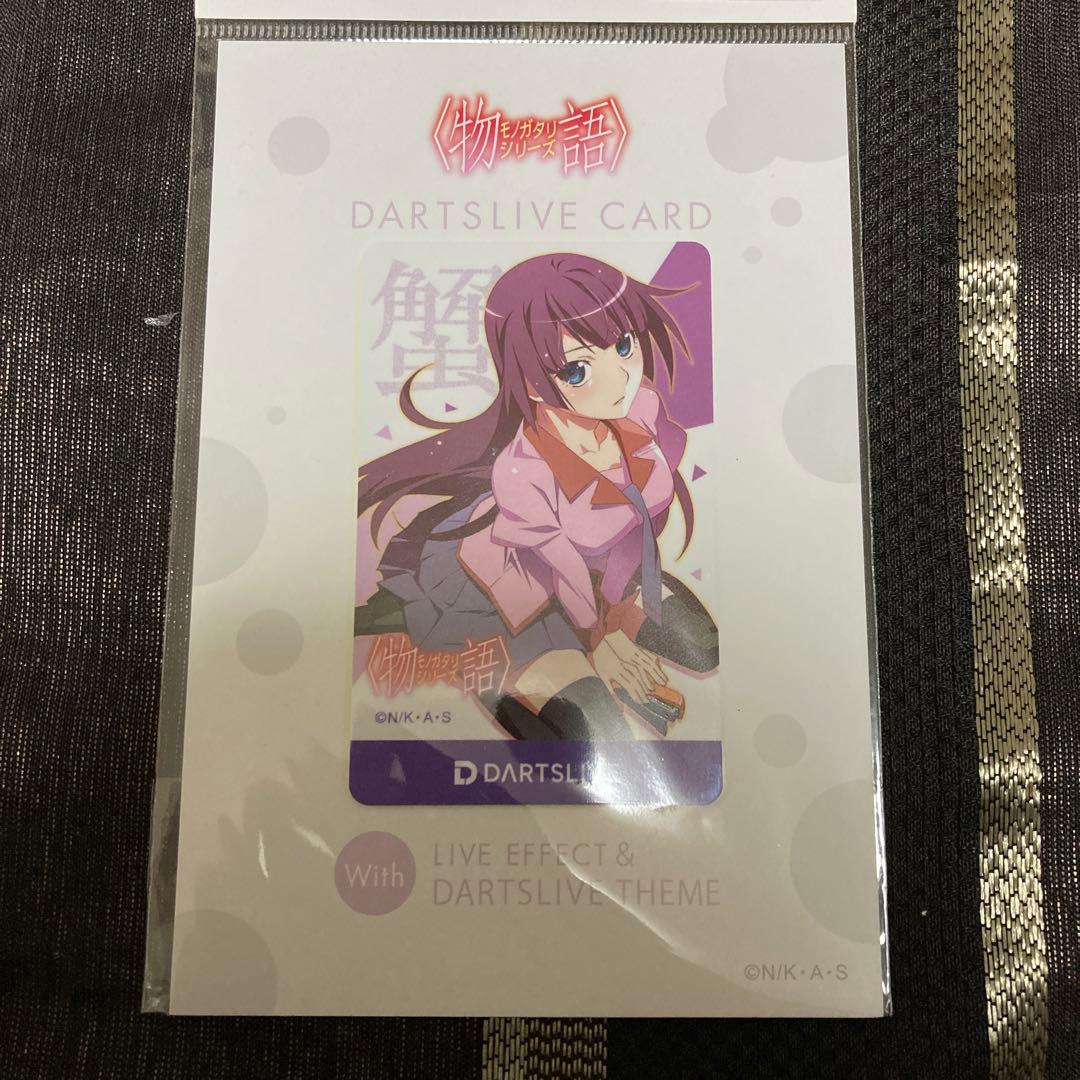 〈物語〉
モノガタリ
シリーズ
DARTSLIVE CARD
蟹
〈物語〉
モノガタリ
シリーズ
©N/K・A・S
DARTSLI
With
LIVE EFFECT &
DARTSLIVE THEME
©N/K・A・S